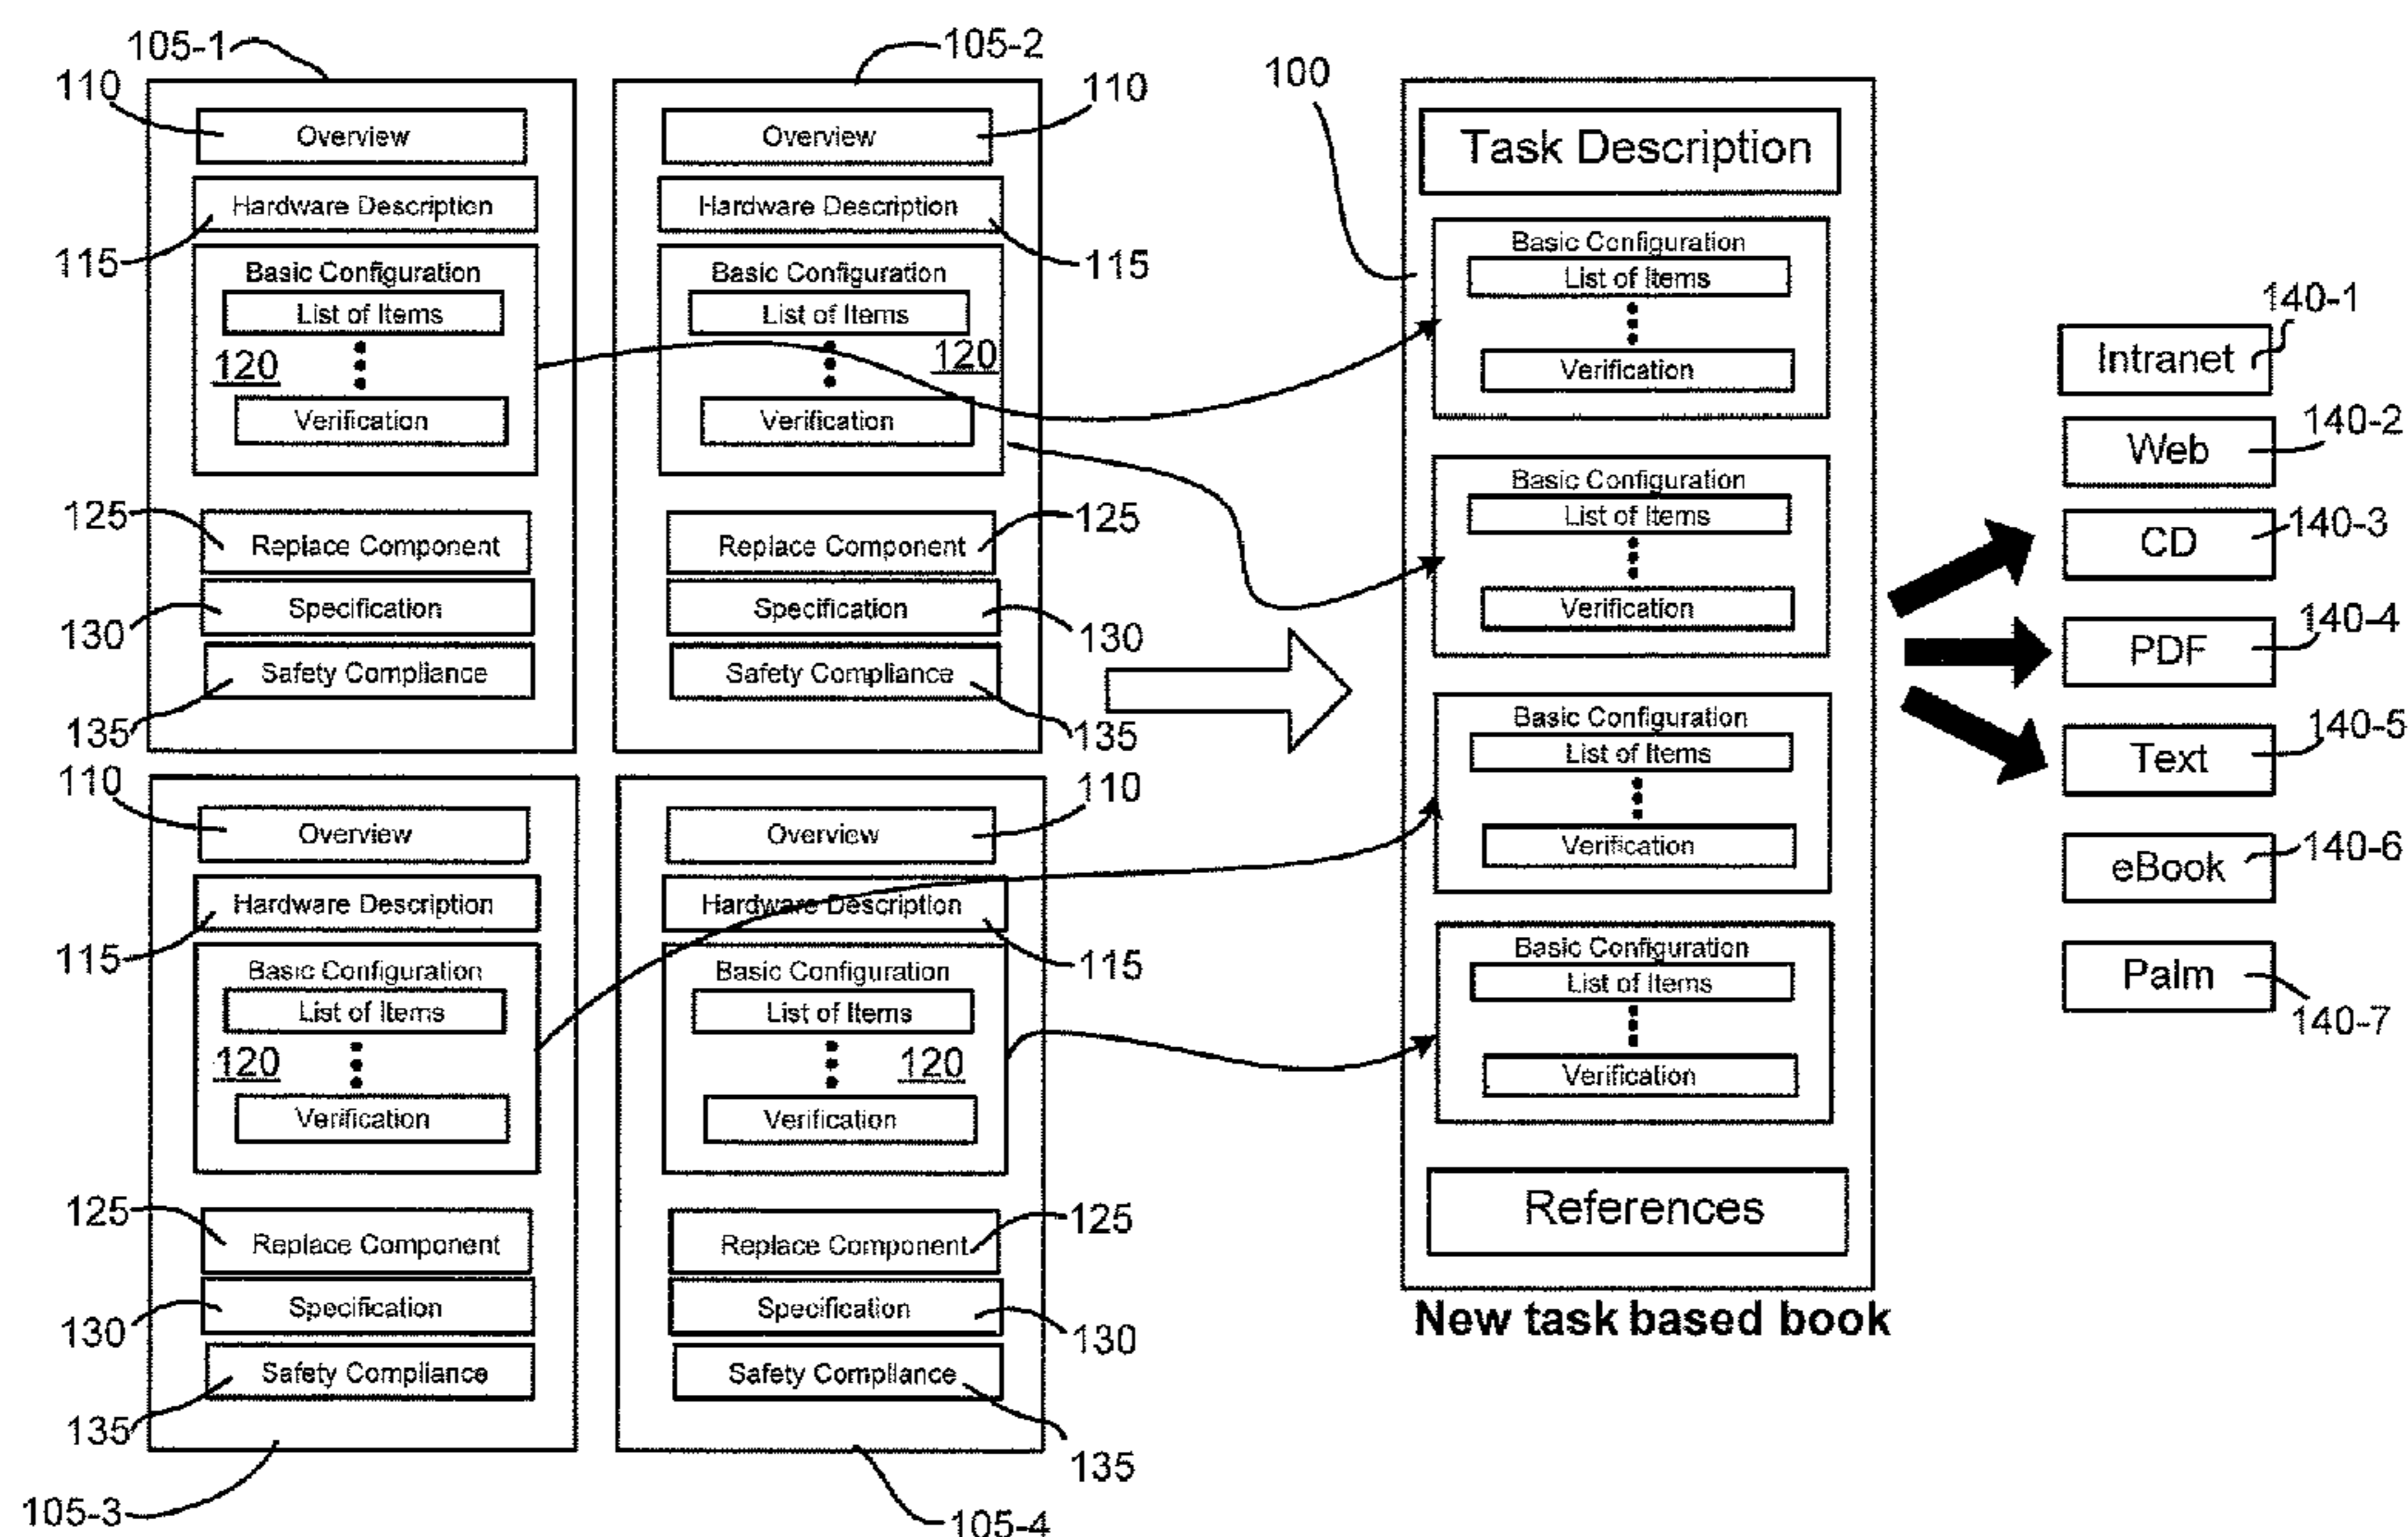 105-1
110
Overview
Hardware Description
115
Basic Configuration
List of Items
120
Verification
125
Replace Component
130
Specification
Safety Compliance
135
105-2
110
Overview
Hardware Description
115
Basic Configuration
List of Items
120
Verification
125
Replace Component
Specification
130
Safety Compliance
135
110
Overview
Hardware Description
115
Basic Configuration
List of Items
120
Verification
125
Replace Component
Specification
130
Safety Compliance
135
105-3
110
Overview
Hardware Description
115
Basic Configuration
List of Items
120
Verification
125
Replace Component
Specification
130
Safety Compliance
135
105-4
100
Task Description
Basic Configuration
List of Items
Verification
Basic Configuration
List of Items
Verification
Basic Configuration
List of Items
Verification
Basic Configuration
List of Items
Verification
References
New task based book
140-1
Intranet
140-2
Web
140-3
CD
140-4
PDF
140-5
Text
140-6
eBook
Palm
140-7